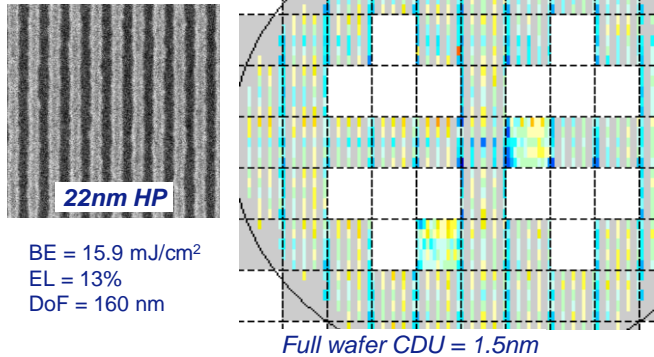 22nm HP
BE = 15.9 mJ/cm²
EL = 13%
DoF = 160 nm
Full wafer CDU = 1.5nm